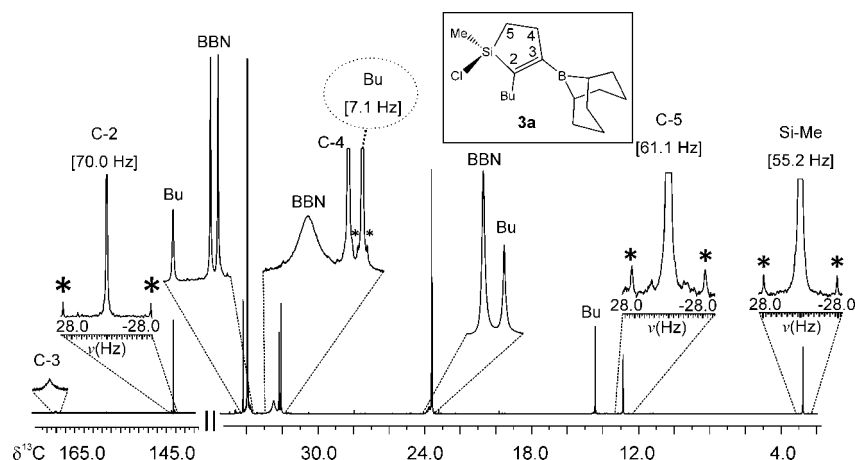 BBN
Bu
[7.1 Hz]
C-4
BBN
Me
Si
Cl
5
4
3
2
B
Bu
3a
C-2
[70.0 Hz]
Bu
C-5
[61.1 Hz]
Si-Me
[55.2 Hz]
BBN
Bu
* *
* *
* *
* *
28.0 -28.0
ν(Hz)
28.0 -28.0
ν(Hz)
28.0 -28.0
ν(Hz)
C-3
Bu
δ¹³C 165.0 145.0 30.0 24.0 18.0 10.0 4.0